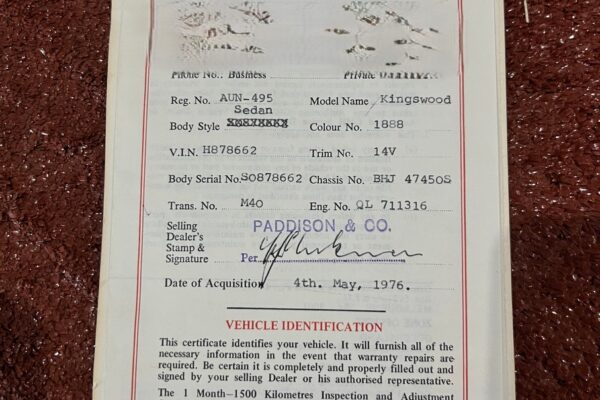 Phone No.. Business Private
Reg. No. AUN-495 Model Name Kingswood
Sedan
Body Style Colour No. 1888
V.I.N. H878662 Trim No. 14V
Body Serial No. SO878662 Chassis No. BHJ 47450S
Trans. No. M40 Eng. No. QL 711316
Selling PADDISON & CO.
Dealer's
Stamp &
Signature Per
Date of Acquisition 4th. May, 1976.
VEHICLE IDENTIFICATION
This certificate identifies your vehicle. It will furnish all of the
necessary information in the event that warranty repairs are
required. Be certain it is completely and properly filled out and
signed by your selling Dealer or his authorised representative.
The 1 Month–1500 Kilometres Inspection and Adjustment